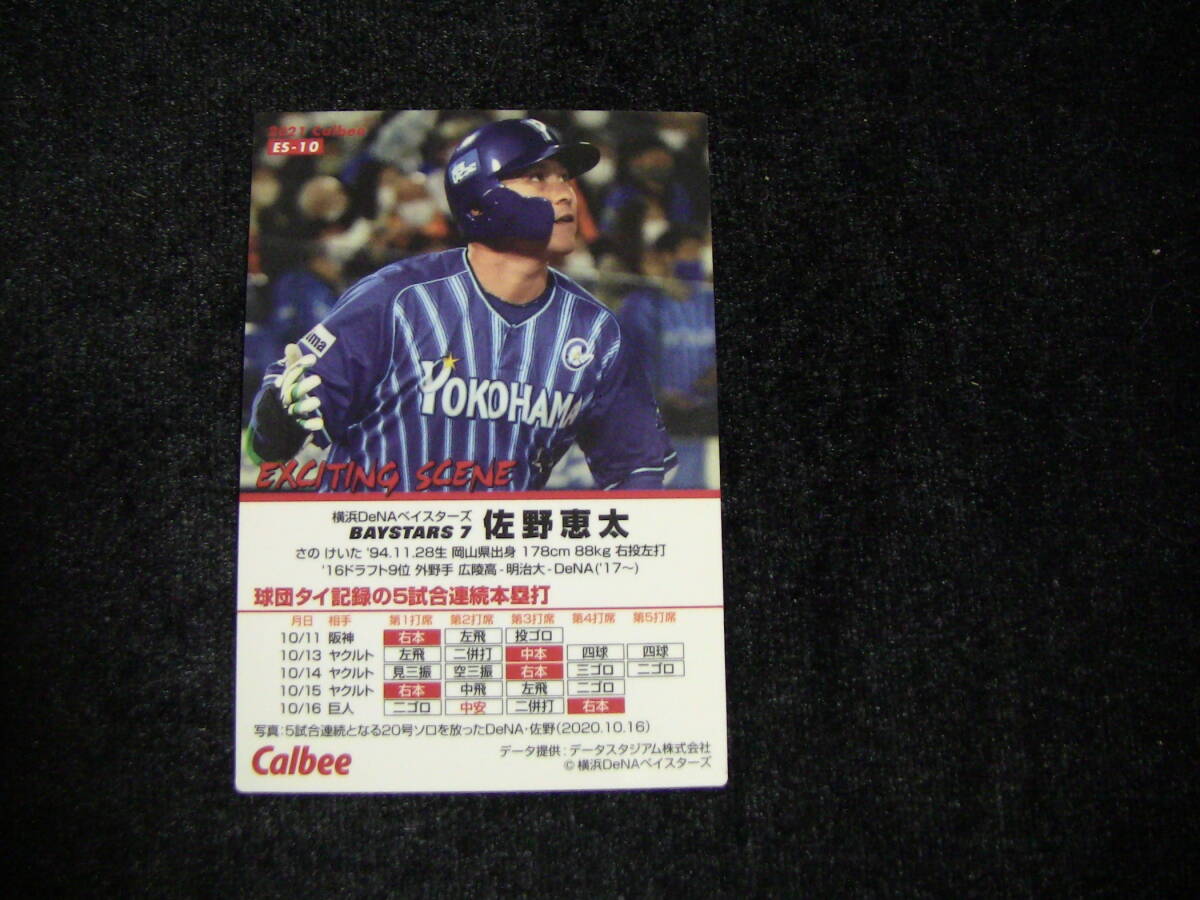 2021 Calbee
ES-10
YOKOHAMA
EXCITING SCENE
横浜DeNAベイスターズ
BAYSTARS 7 佐野恵太
さの けいた '94.11.28生 岡山県出身 178cm 88kg 右投左打
'16ドラフト9位 外野手 広陵高-明治大-DeNA('17〜)
球団タイ記録の5試合連続本塁打
月日 相手 第1打席 第2打席 第3打席 第4打席 第5打席
10/11 阪神 右本 左飛 投ゴロ
10/13 ヤクルト 左飛 二併打 中本 四球 四球
10/14 ヤクルト 見三振 空三振 右本 三ゴロ 二ゴロ
10/15 ヤクルト 右本 中飛 左飛 二ゴロ
10/16 巨人 二ゴロ 中安 二併打 右本
写真:5試合連続となる20号ソロを放ったDeNA・佐野(2020.10.16)
Calbee
データ提供:データスタジアム株式会社
©横浜DeNAベイスターズ